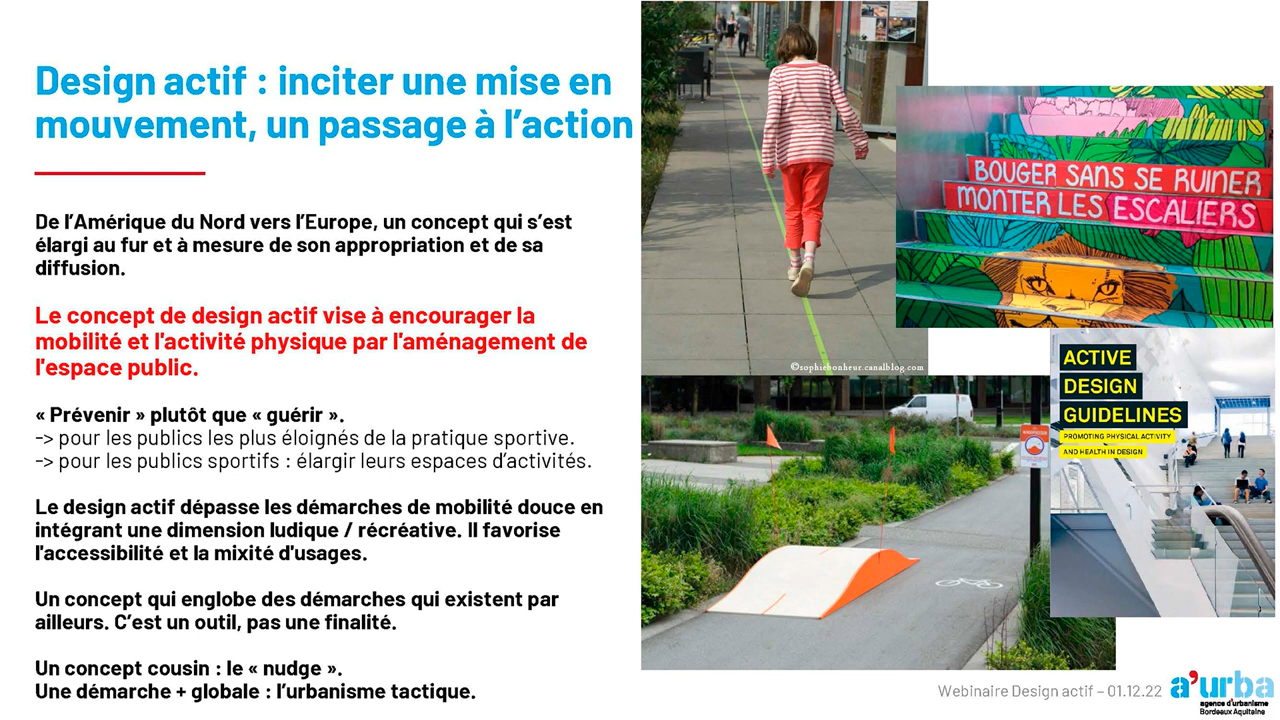 Design actif : inciter une mise en
mouvement, un passage à l’action
De l’Amérique du Nord vers l’Europe, un concept qui s’est
élargi au fur et à mesure de son appropriation et de sa
diffusion.
Le concept de design actif vise à encourager la
mobilité et l'activité physique par l'aménagement de
l'espace public.
« Prévenir » plutôt que « guérir ».
-> pour les publics les plus éloignés de la pratique sportive.
-> pour les publics sportifs : élargir leurs espaces d’activités.
Le design actif dépasse les démarches de mobilité douce en
intégrant une dimension ludique / récréative. Il favorise
l'accessibilité et la mixité d'usages.
Un concept qui englobe des démarches qui existent par
ailleurs. C’est un outil, pas une finalité.
Un concept cousin : le « nudge ».
Une démarche + globale : l’urbanisme tactique.
©sophiebonheur.canalblog.com
BOUGER SANS SE RUINER
MONTER LES ESCALIERS
ACTIVE
DESIGN
GUIDELINES
PROMOTING PHYSICAL ACTIVITY
AND HEALTH IN DESIGN
Webinaire Design actif – 01.12.22
a’urba
agence d’urbanisme
Bordeaux Aquitaine